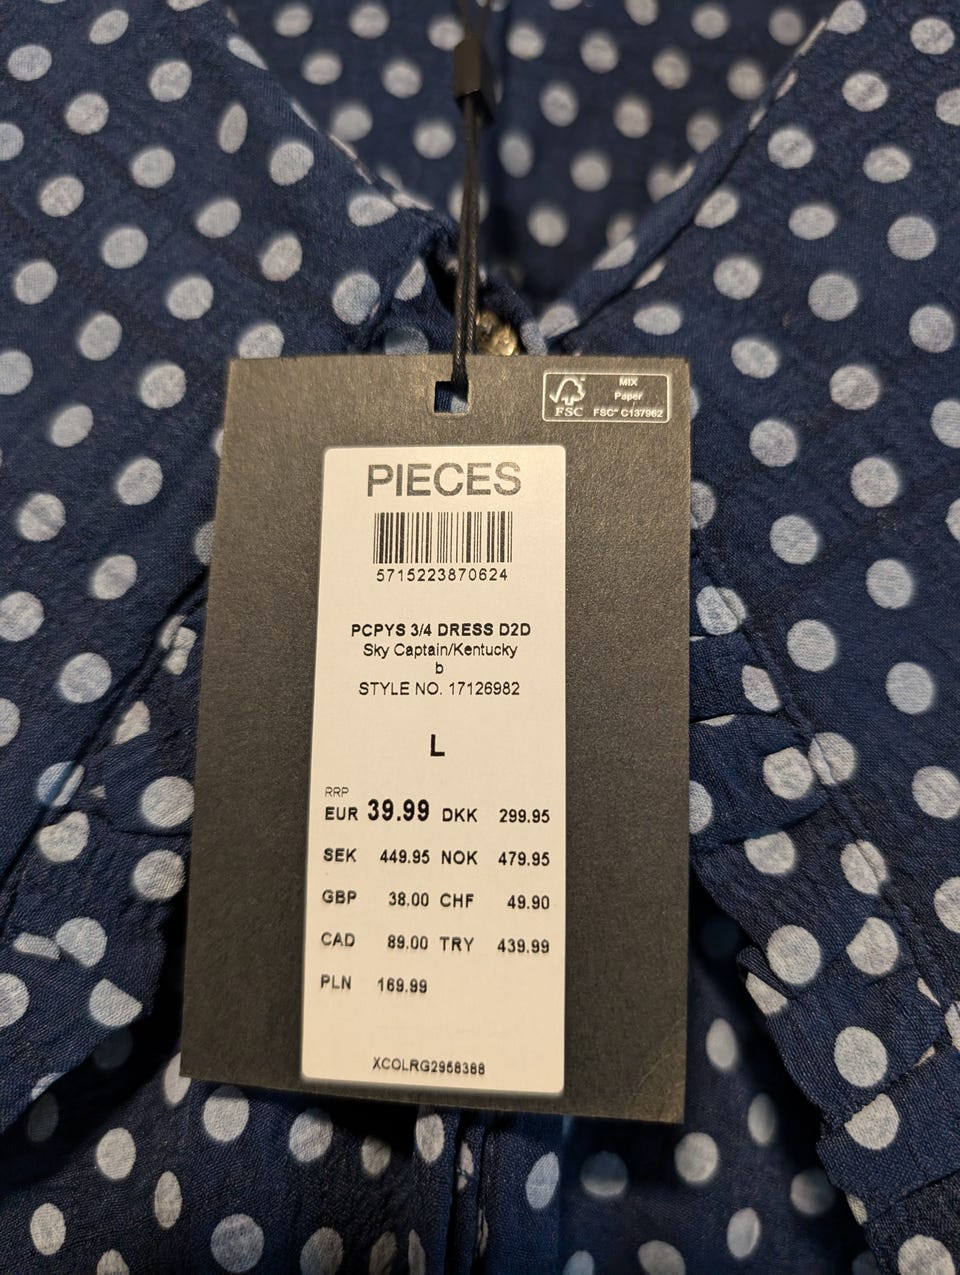 MIX
Paper
FSC
FSC® C137962
PIECES
5715223870624
PCPYS 3/4 DRESS D2D
Sky Captain/Kentucky
b
STYLE NO. 17126982
L
RRP
EUR 39.99 DKK 299.95
SEK 449.95 NOK 479.95
GBP 38.00 CHF 49.90
CAD 89.00 TRY 439.99
PLN 169.99
XCOLRG2958388